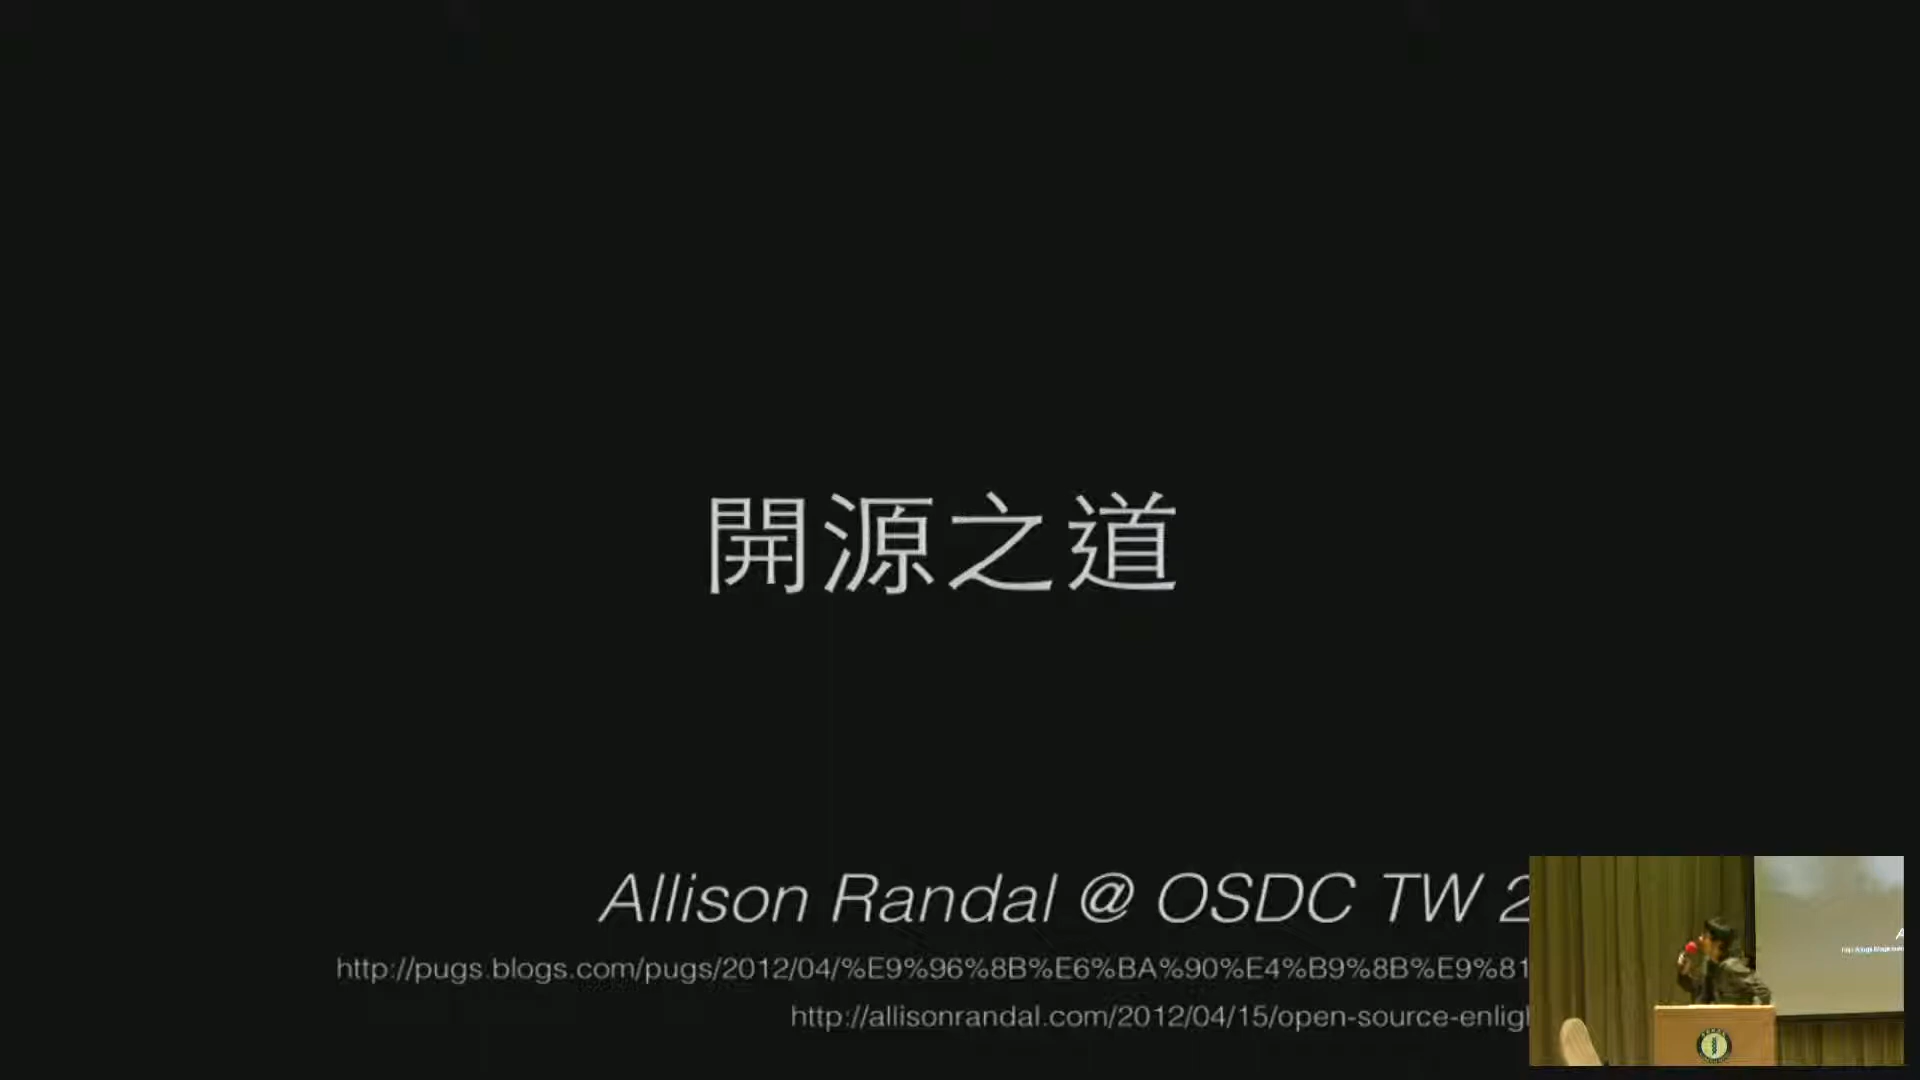 開源之道
Allison Randal @ OSDC TW 2
http://pugs.blogs.com/pugs/2012/04/%E9%96%8B%E6%BA%90%E4%B9%8B%E9%81
http://allisonrandal.com/2012/04/15/open-source-enlig